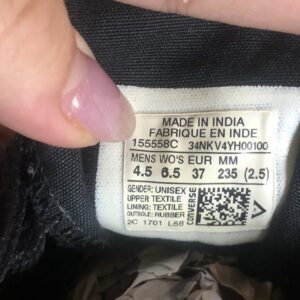 MADE IN INDIA
FABRIQUE EN INDE
155558C 34NKV4YH00100
MENS WO'S EUR MM
4.5 6.5 37 235 (2.5)
GENDER: UNISEX
UPPER: TEXTILE
LINING: TEXTILE
OUTSOLE: RUBBER
2C 1701 L68
CONVERSE